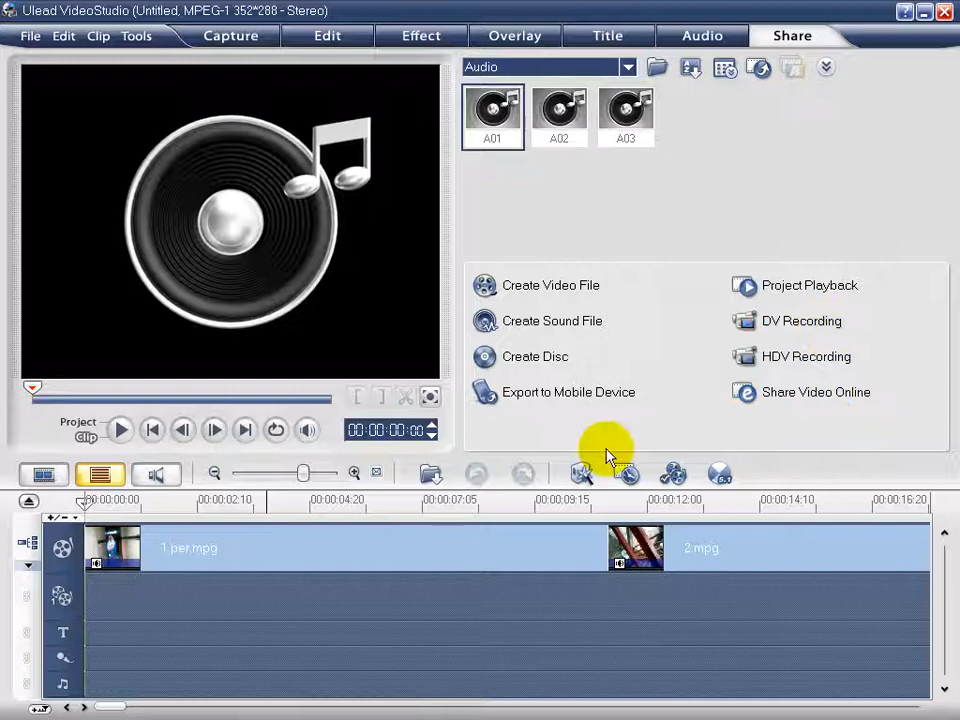 Ulead VideoStudio (Untitled, MPEG-1 352*288 - Stereo)
File Edit Clip Tools Capture Edit Effect Overlay Title Audio Share
Audio
A01 A02 A03
Create Video File
Project Playback
Create Sound File
DV Recording
Create Disc
HDV Recording
Export to Mobile Device
Share Video Online
Project
Clip
00:00:00:00
5.1
00:00:00:00 00:00:02:10 00:00:04:20 00:00:07:05 00:00:09:15 00:00:12:00 00:00:14:10 00:00:16:20
1 per.mpg
2.mpg
1
T